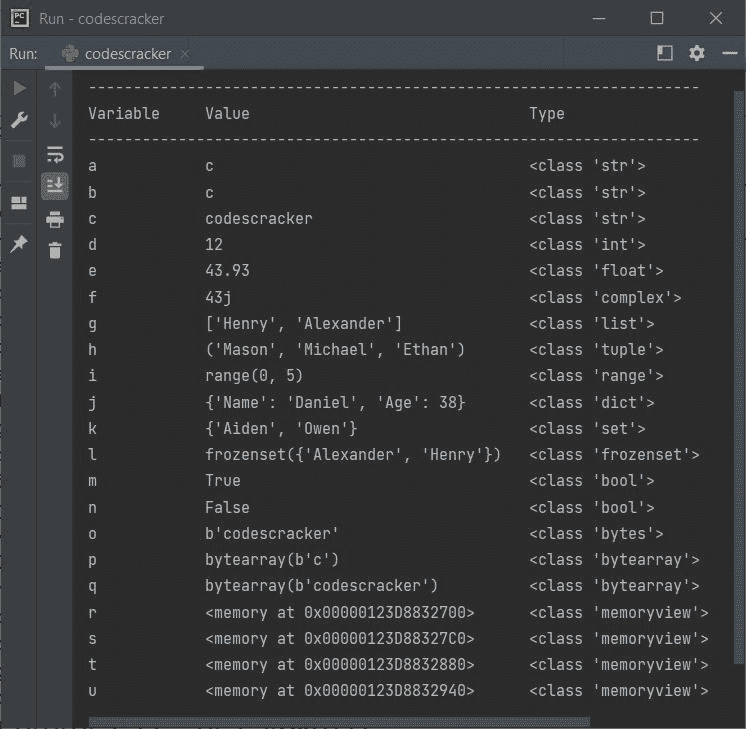 PC Run - codescracker
Run: codescracker
--------------------------------------------------------------------
Variable Value Type
--------------------------------------------------------------------
a c <class 'str'>
b c <class 'str'>
c codescracker <class 'str'>
d 12 <class 'int'>
e 43.93 <class 'float'>
f 43j <class 'complex'>
g ['Henry', 'Alexander'] <class 'list'>
h ('Mason', 'Michael', 'Ethan') <class 'tuple'>
i range(0, 5) <class 'range'>
j {'Name': 'Daniel', 'Age': 38} <class 'dict'>
k {'Aiden', 'Owen'} <class 'set'>
l frozenset({'Alexander', 'Henry'}) <class 'frozenset'>
m True <class 'bool'>
n False <class 'bool'>
o b'codescracker' <class 'bytes'>
p bytearray(b'c') <class 'bytearray'>
q bytearray(b'codescracker') <class 'bytearray'>
r <memory at 0x00000123D8832700> <class 'memoryview'>
s <memory at 0x00000123D88327C0> <class 'memoryview'>
t <memory at 0x00000123D8832880> <class 'memoryview'>
u <memory at 0x00000123D8832940> <class 'memoryview'>